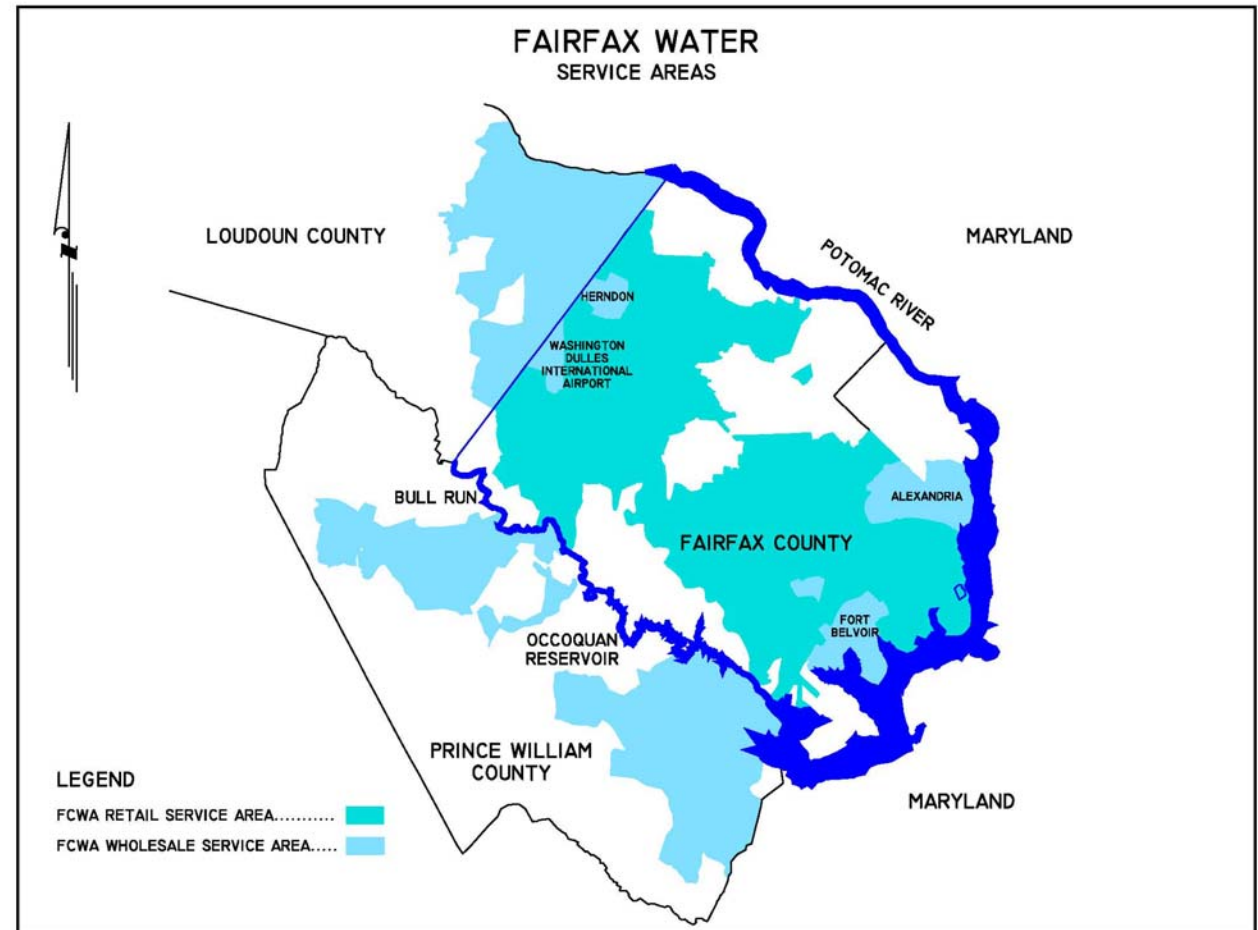 FAIRFAX WATER
SERVICE AREAS
LOUDOUN COUNTY
MARYLAND
POTOMAC RIVER
HERNDON
WASHINGTON
DULLES
INTERNATIONAL
AIRPORT
BULL RUN
ALEXANDRIA
FAIRFAX COUNTY
FORT
BELVOIR
OCCOQUAN
RESERVOIR
PRINCE WILLIAM
COUNTY
MARYLAND
LEGEND
FCWA RETAIL SERVICE AREA...........
FCWA WHOLESALE SERVICE AREA.....